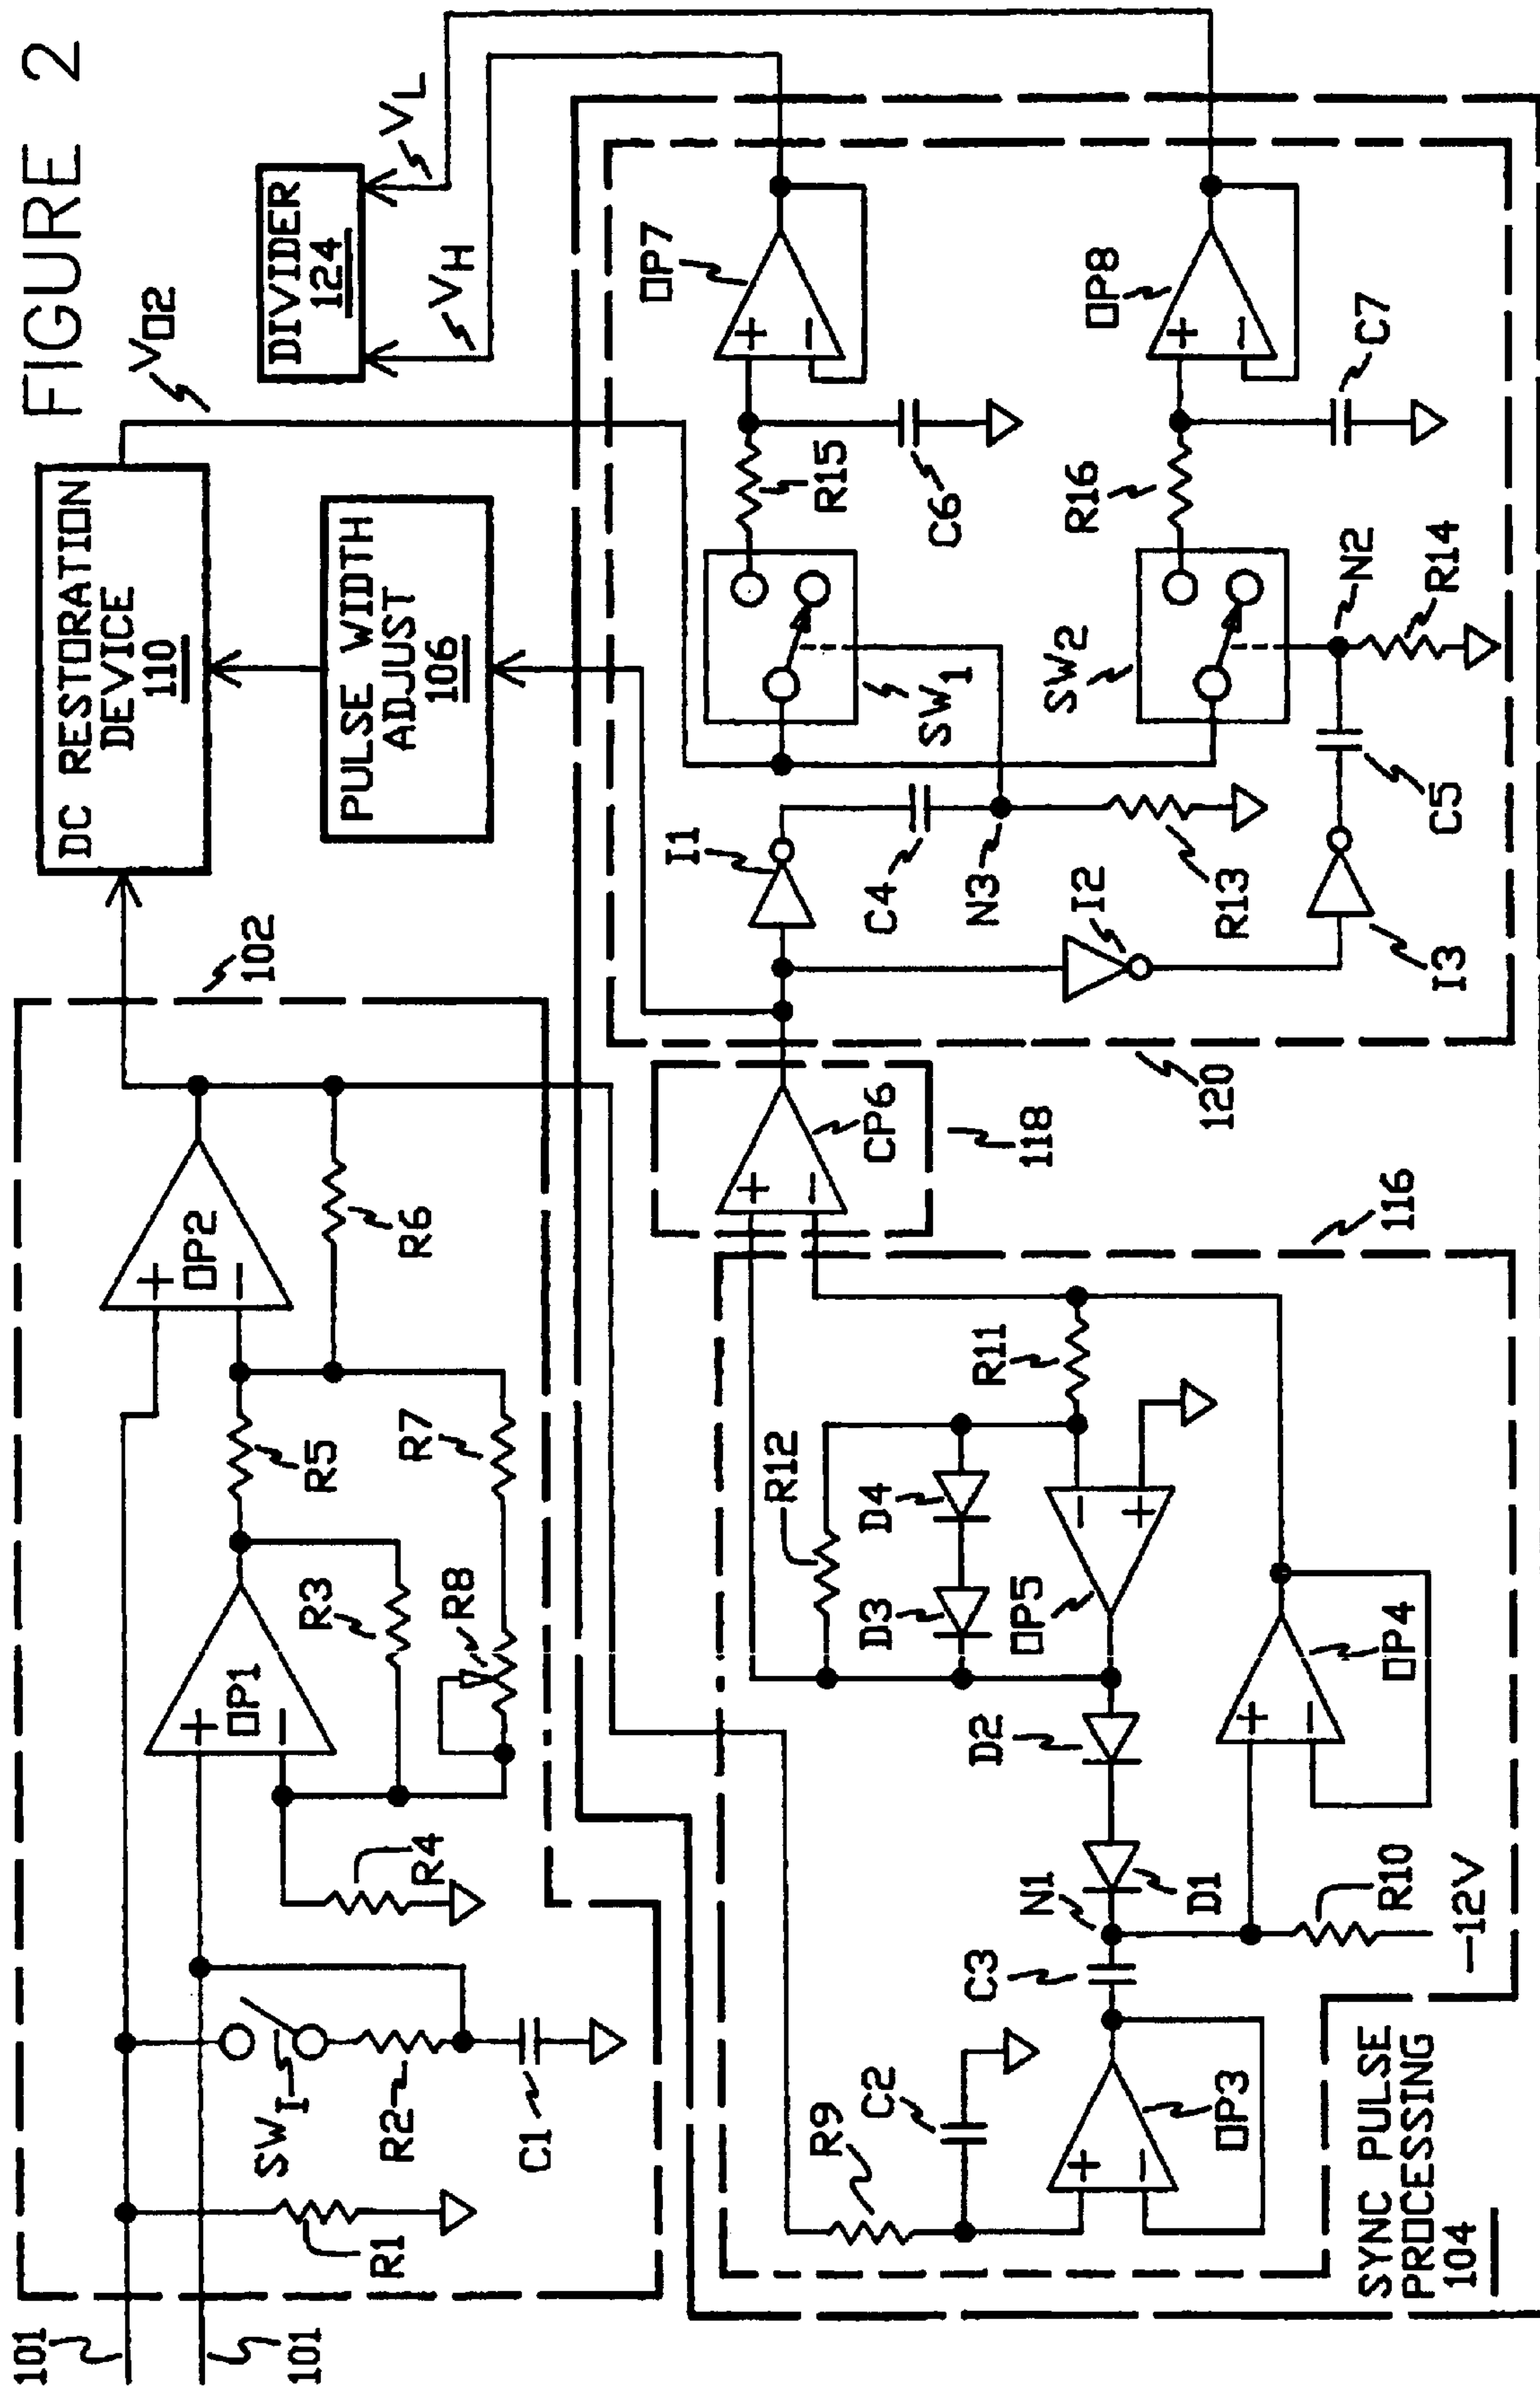 FIGURE 2
101
101
R1
SWI
R2
C1
R4
OP1
R3
R8
R5
R7
OP2
R6
102
DC RESTORATION
DEVICE
110
PULSE WIDTH
ADJUST
106
VO2
DIVIDER
124
VH
VL
SYNC PULSE
PROCESSING
104
R9
C2
OP3
C3
N1
D1
D2
R10
-12V
OP4
OP5
D3
D4
R12
R11
116
CP6
118
120
I1
C4
N3
R13
I2
I3
C5
N2
R14
SW1
SW2
R15
C6
R16
C7
OP7
OP8
+
−
+
−
+
−
+
−
+
−
+
−
+
−
+
−